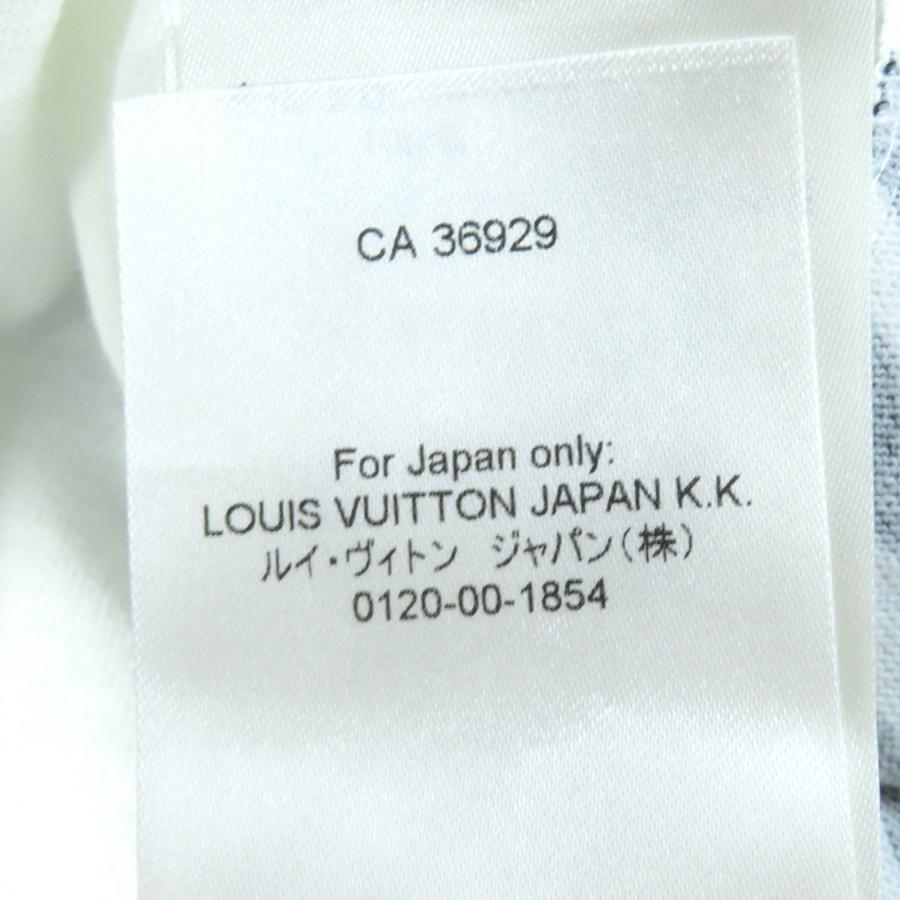 CA 36929
For Japan only:
LOUIS VUITTON JAPAN K.K.
ルイ・ヴィトン ジャパン(株)
0120-00-1854